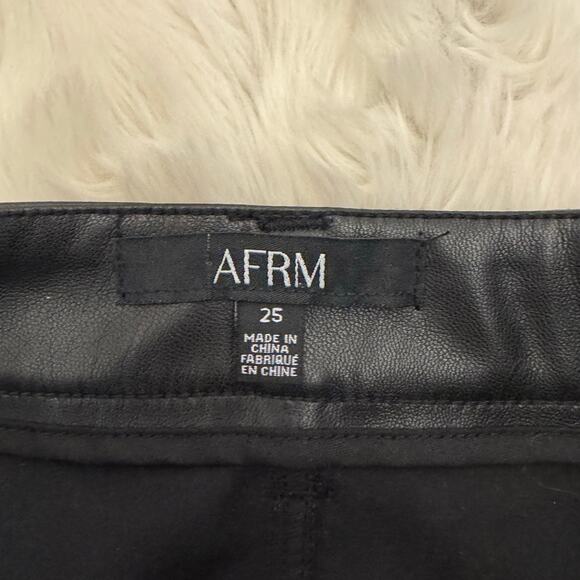 AFRM
25
MADE IN
CHINA
FABRIQUÉ
EN CHINE